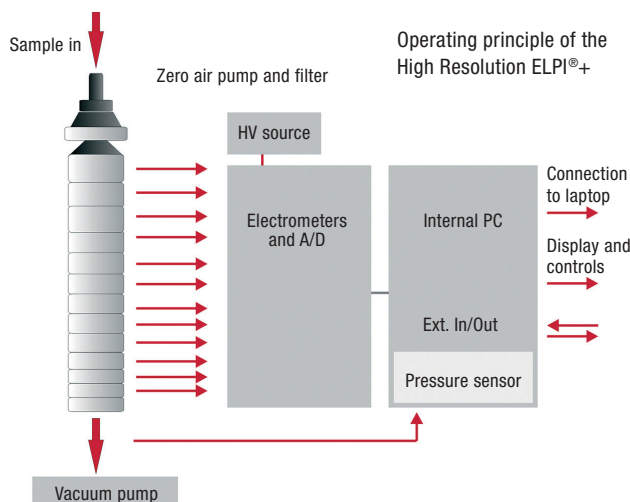 Sample in
Operating principle of the
High Resolution ELPI®+
Zero air pump and filter
HV source
Electrometers
and A/D
Internal PC
Connection
to laptop
Display and
controls
Ext. In/Out
Pressure sensor
Vacuum pump